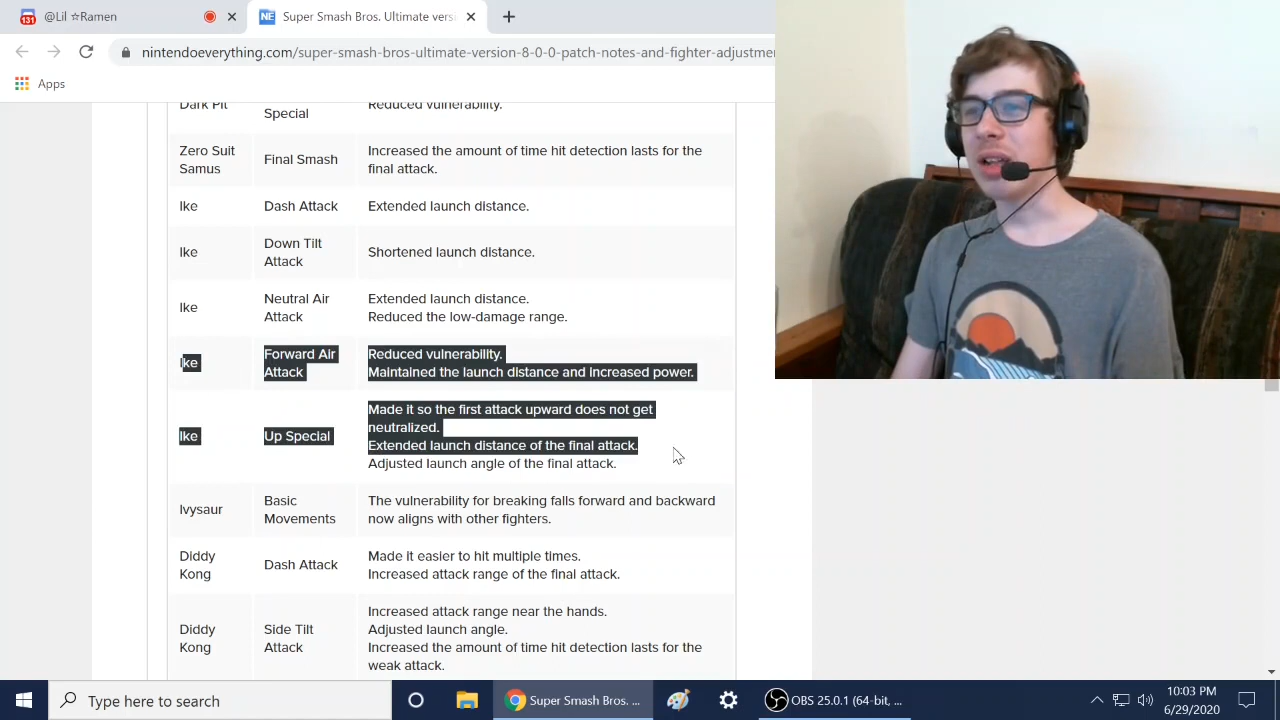 131
@Lil ☆Ramen
Super Smash Bros. Ultimate vers
nintendoeverything.com/super-smash-bros-ultimate-version-8-0-0-patch-notes-and-fighter-adjustmen
Apps
Dark Pit
Special
Reduced vulnerability.
Zero Suit
Samus
Final Smash
Increased the amount of time hit detection lasts for the
final attack.
Ike
Dash Attack
Extended launch distance.
Ike
Down Tilt
Attack
Shortened launch distance.
Ike
Neutral Air
Attack
Extended launch distance.
Reduced the low-damage range.
Ike
Forward Air
Attack
Reduced vulnerability.
Maintained the launch distance and increased power.
Ike
Up Special
Made it so the first attack upward does not get
neutralized.
Extended launch distance of the final attack.
Adjusted launch angle of the final attack.
Ivysaur
Basic
Movements
The vulnerability for breaking falls forward and backward
now aligns with other fighters.
Diddy
Kong
Dash Attack
Made it easier to hit multiple times.
Increased attack range of the final attack.
Diddy
Kong
Side Tilt
Attack
Increased attack range near the hands.
Adjusted launch angle.
Increased the amount of time hit detection lasts for the
weak attack.
Type here to search
Super Smash Bros. ...
OBS 25.0.1 (64-bit, ...
10:03 PM
6/29/2020